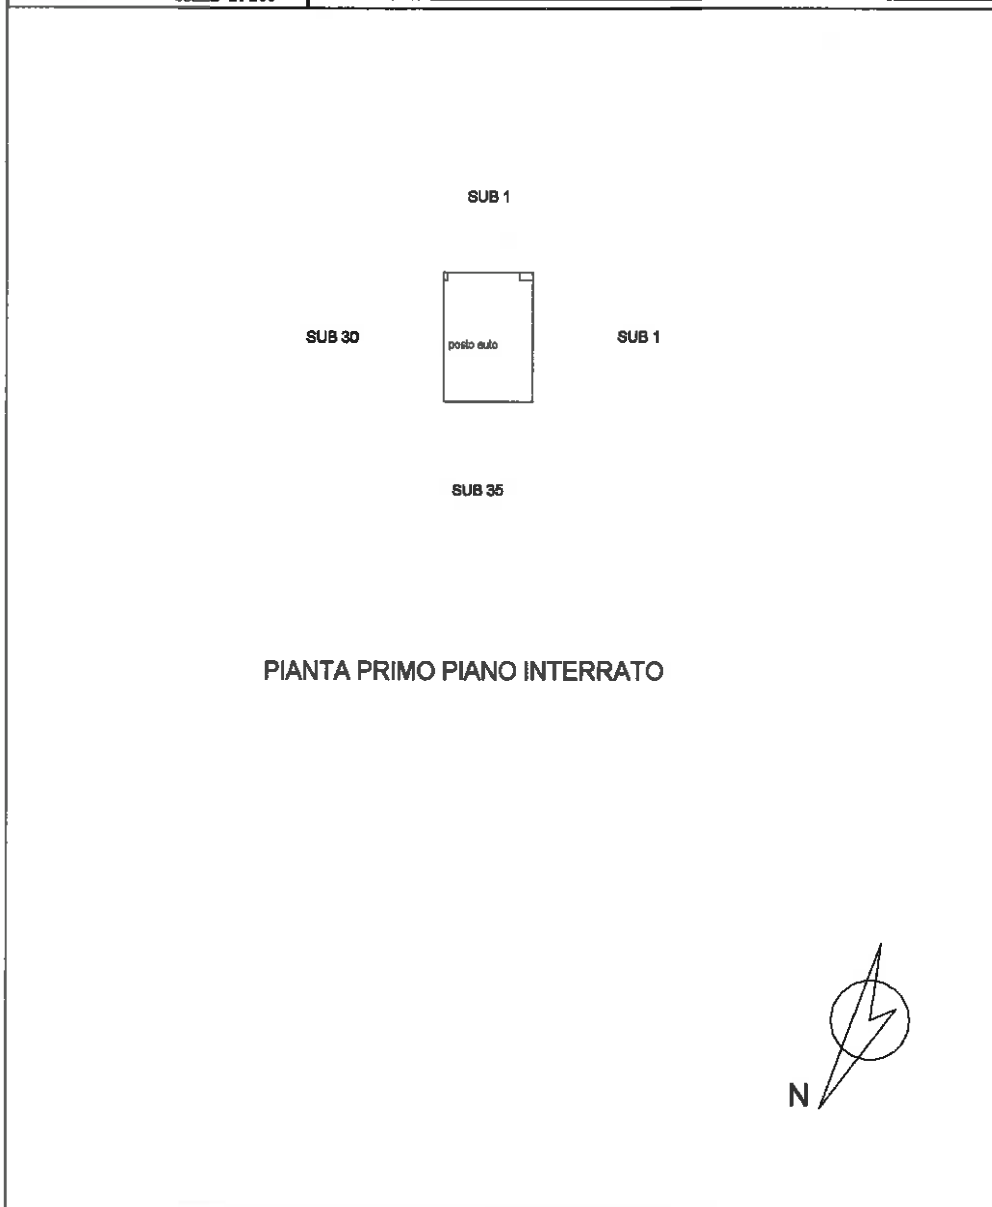 SUB 1
SUB 30
posto auto
SUB 1
SUB 35
PIANTA PRIMO PIANO INTERRATO
N